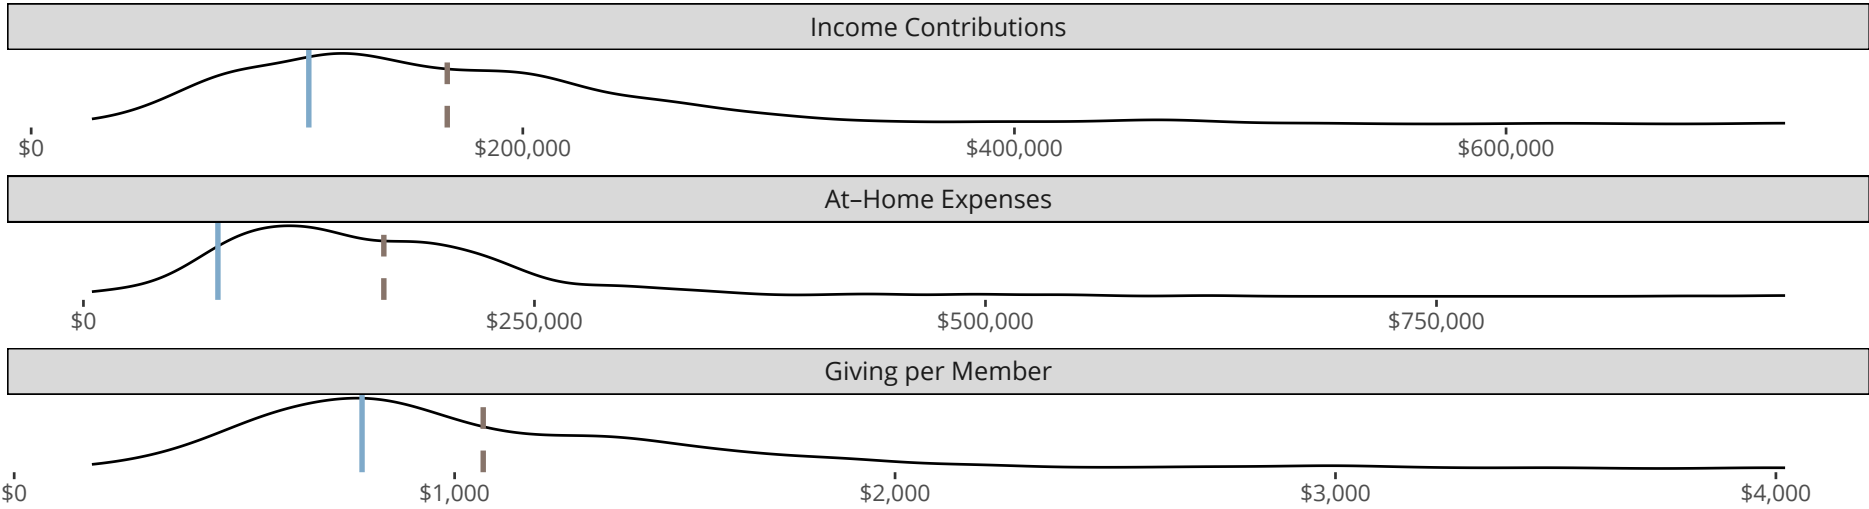 Income Contributions
$0 $200,000 $400,000 $600,000
At–Home Expenses
$0 $250,000 $500,000 $750,000
Giving per Member
$0 $1,000 $2,000 $3,000 $4,000